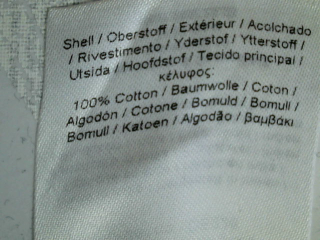 Shell / Oberstoff / Extérieur / Acolchado
/ Rivestimento / Yderstof / Ytterstoff /
Utsida / Hoofdstof / Tecido principal /
κέλυφος:
100% Cotton / Baumwolle / Coton /
Algodón / Cotone / Bomuld / Bomull /
Bomull / Katoen / Algodão / βαμβάκι